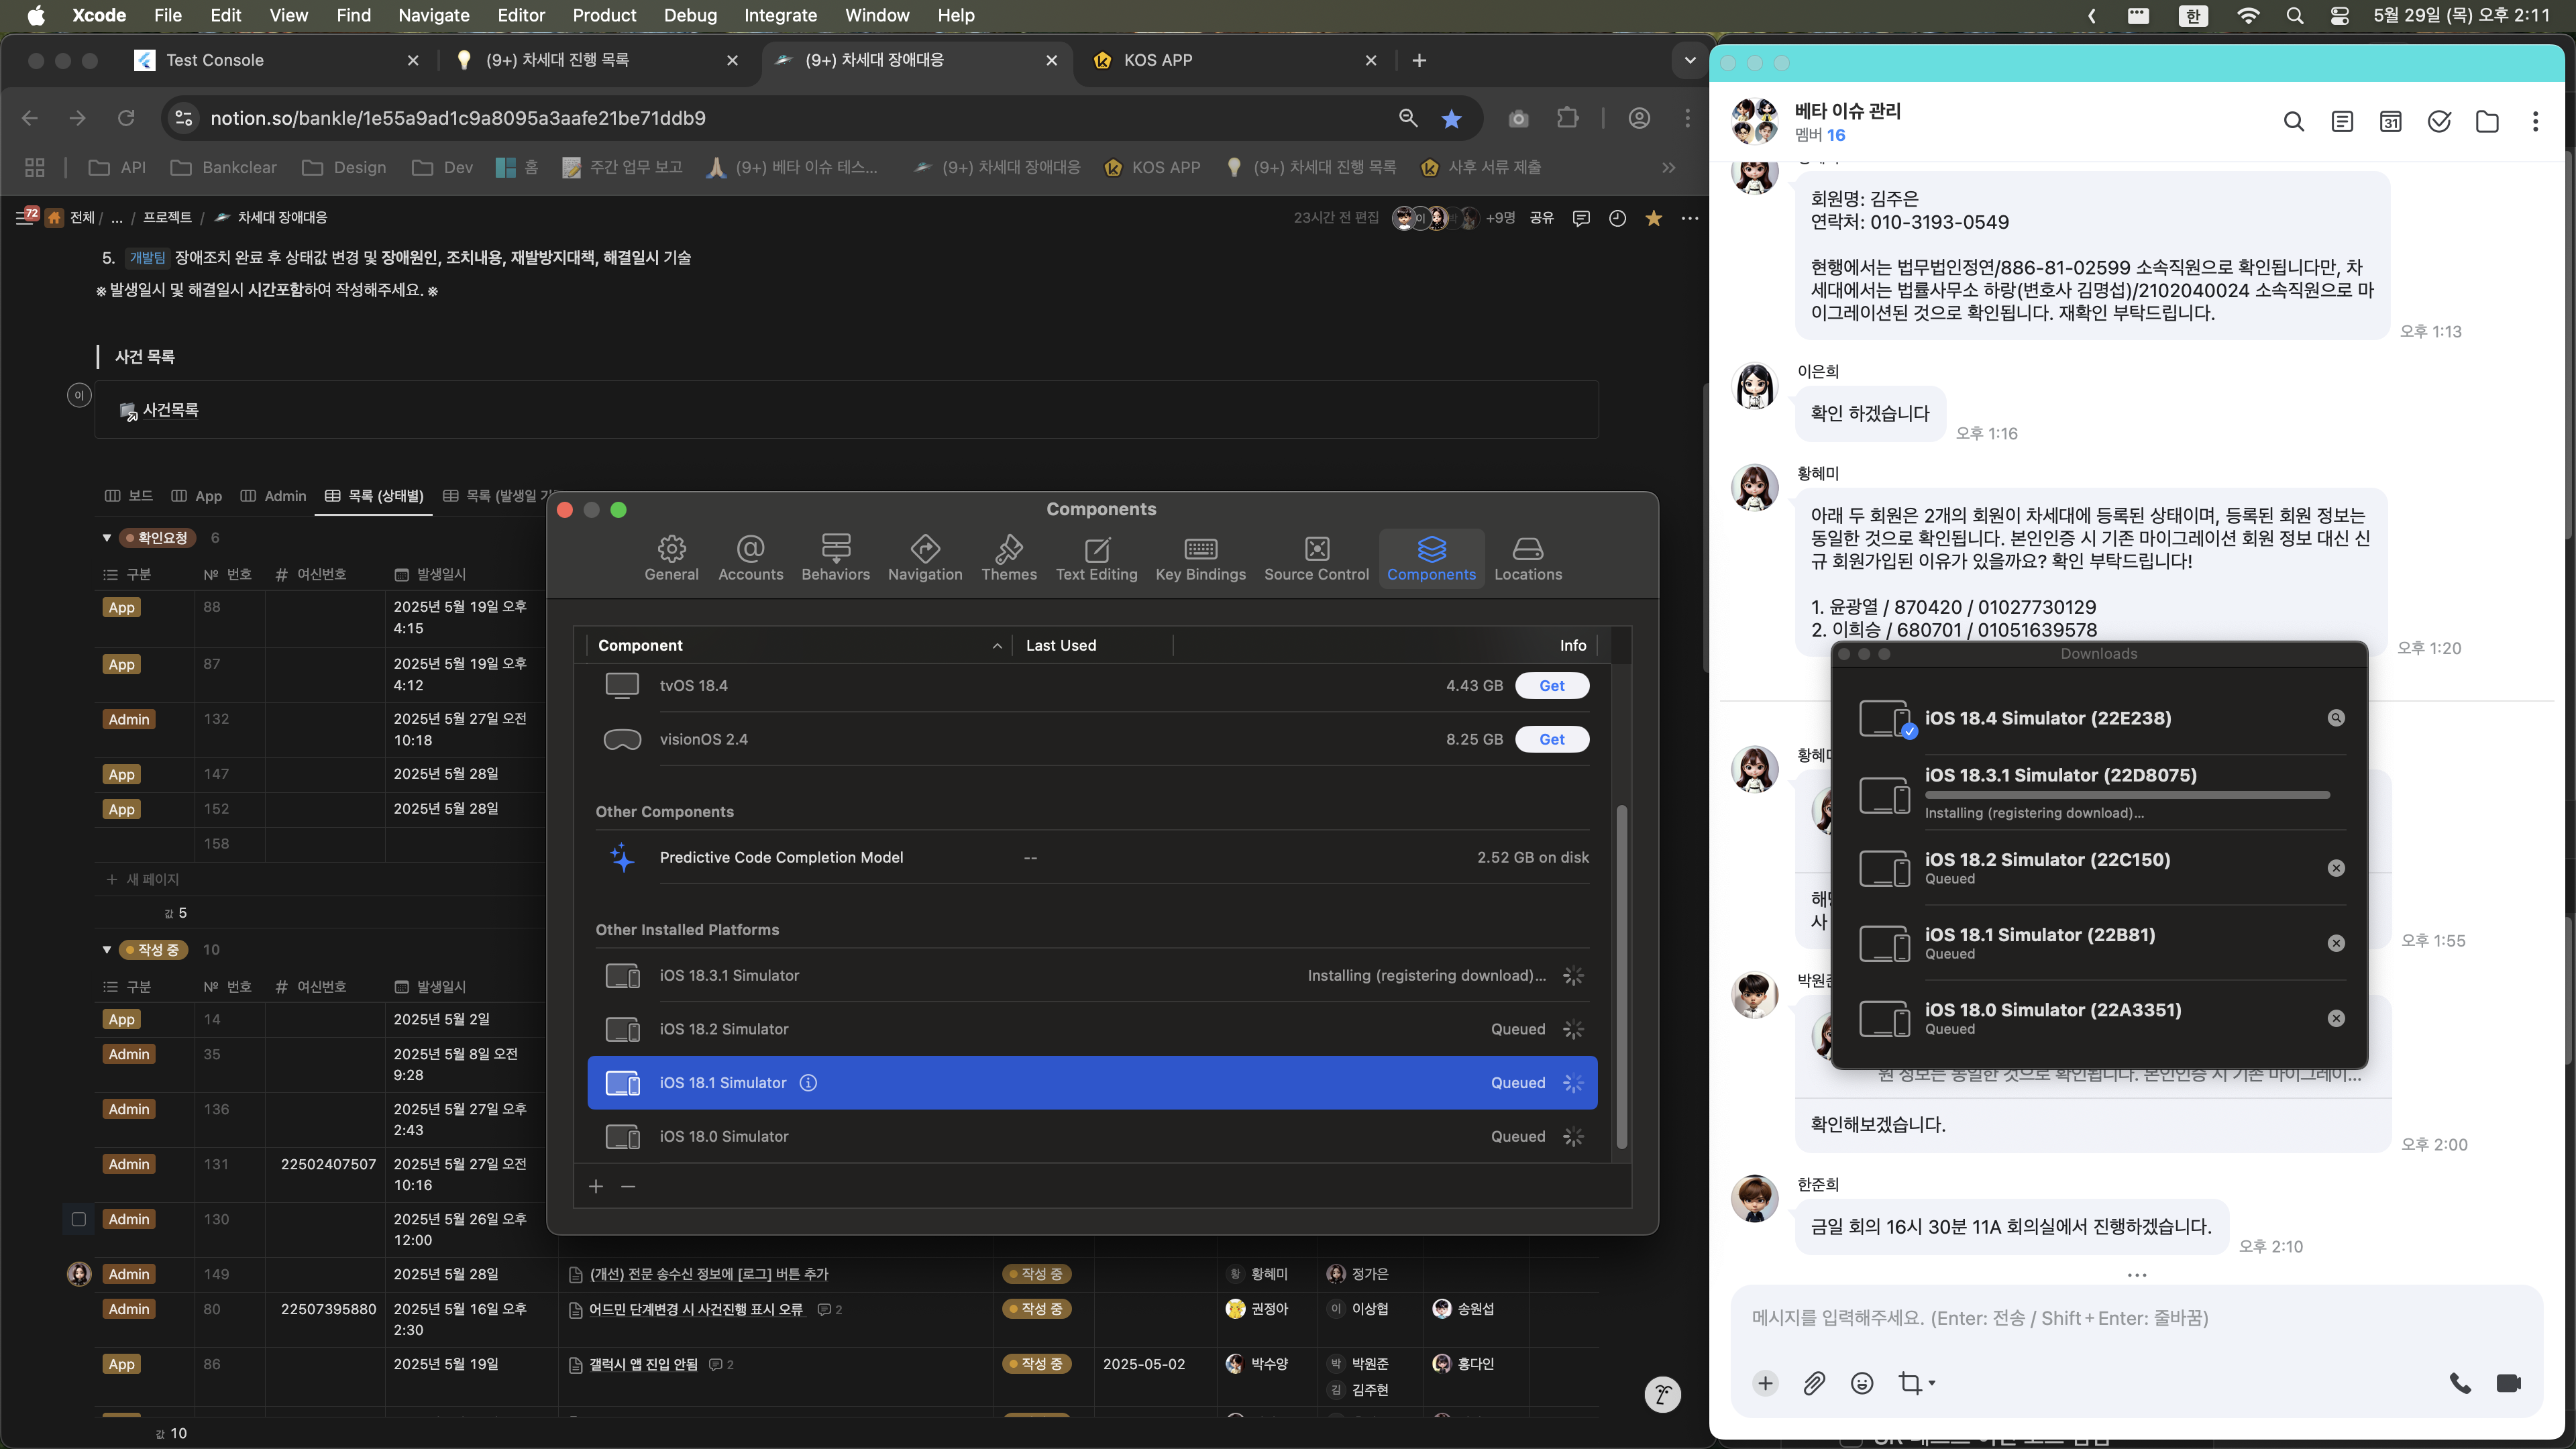 Xcode File Edit View Find Navigate Editor Product Debug Integrate Window Help
한 5월 29일 (목) 오후 2:11
Test Console
(9+) 차세대 진행 목록
(9+) 차세대 장애대응
KOS APP
notion.so/bankle/1e55a9ad1c9a8095a3aafe21be71ddb9
API Bankclear Design Dev 홈 주간 업무 보고 (9+) 베타 이슈 테스... (9+) 차세대 장애대응 KOS APP (9+) 차세대 진행 목록 사후 서류 제출
72 전체 / ... / 프로젝트 / 차세대 장애대응
23시간 전 편집 +9명 공유
5. 개발팀 장애조치 완료 후 상태값 변경 및 장애원인, 조치내용, 재발방지대책, 해결일시 기술
※ 발생일시 및 해결일시 시간포함하여 작성해주세요. ※
사건 목록
이
사건목록
보드 App Admin 목록 (상태별) 목록 (발생일
확인요청 6
구분 번호 여신번호 발생일시
App 88 2025년 5월 19일 오후
4:15
App 87 2025년 5월 19일 오후
4:12
Admin 132 2025년 5월 27일 오전
10:18
App 147 2025년 5월 28일
App 152 2025년 5월 28일
158
새 페이지
값 5
작성 중 10
구분 번호 여신번호 발생일시
App 14 2025년 5월 2일
Admin 35 2025년 5월 8일 오전
9:28
Admin 136 2025년 5월 27일 오후
2:43
Admin 131 22502407507 2025년 5월 27일 오전
10:16
Admin 130 2025년 5월 26일 오후
12:00
Admin 149 2025년 5월 28일 (개선) 전문 송수신 정보에 [로그] 버튼 추가 작성 중 황 황혜미 정가은
Admin 80 22507395880 2025년 5월 16일 오후 어드민 단계변경 시 사건진행 표시 오류 2 작성 중 권정아 이 이상협 송원섭
2:30
App 86 2025년 5월 19일 갤럭시 앱 진입 안됨 2 작성 중 2025-05-02 박수양 박 박원준 홍다인
김 김주현
값 10
Components
General Accounts Behaviors Navigation Themes Text Editing Key Bindings Source Control Components Locations
Component Last Used Info
tvOS 18.4 4.43 GB Get
visionOS 2.4 8.25 GB Get
Other Components
Predictive Code Completion Model -- 2.52 GB on disk
Other Installed Platforms
iOS 18.3.1 Simulator Installing (registering download)...
iOS 18.2 Simulator Queued
iOS 18.1 Simulator Queued
iOS 18.0 Simulator Queued
베타 이슈 관리
멤버 16
회원명: 김주은
연락처: 010-3193-0549
현행에서는 법무법인정연/886-81-02599 소속직원으로 확인됩니다만, 차
세대에서는 법률사무소 하랑(변호사 김명섭)/2102040024 소속직원으로 마
이그레이션된 것으로 확인됩니다. 재확인 부탁드립니다.
오후 1:13
이은희
확인 하겠습니다
오후 1:16
황혜미
아래 두 회원은 2개의 회원이 차세대에 등록된 상태이며, 등록된 회원 정보는
동일한 것으로 확인됩니다. 본인인증 시 기존 마이그레이션 회원 정보 대신 신
규 회원가입된 이유가 있을까요? 확인 부탁드립니다!
1. 윤광열 / 870420 / 01027730129
2. 이희승 / 680701 / 01051639578
오후 1:20
Downloads
iOS 18.4 Simulator (22E238)
iOS 18.3.1 Simulator (22D8075)
Installing (registering download)...
iOS 18.2 Simulator (22C150)
Queued
iOS 18.1 Simulator (22B81)
Queued
iOS 18.0 Simulator (22A3351)
Queued
황혜
사
오후 1:55
박원
원 정보는 동일한 것으로 확인됩니다. 본인인증 시 기존 마이그레이...
확인해보겠습니다.
오후 2:00
한준희
금일 회의 16시 30분 11A 회의실에서 진행하겠습니다.
오후 2:10
메시지를 입력해주세요. (Enter: 전송 / Shift + Enter: 줄바꿈)